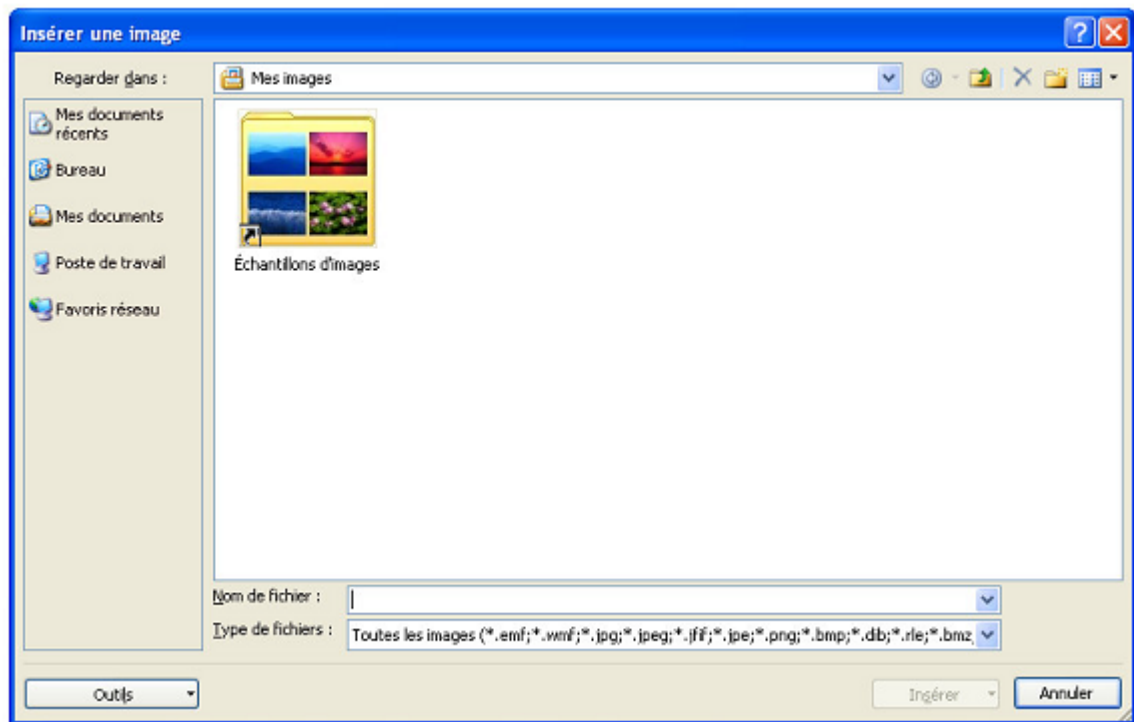 Insérer une image
Regarder dans :
Mes images
Mes documents
récents
Bureau
Mes documents
Poste de travail
Favoris réseau
Échantillons d'images
Nom de fichier :
Type de fichiers :
Toutes les images (*.emf;*.wmf;*.jpg;*.jpeg;*.jfif;*.jpe;*.png;*.bmp;*.dib;*.rle;*.bmz;
Outils
Insérer
Annuler